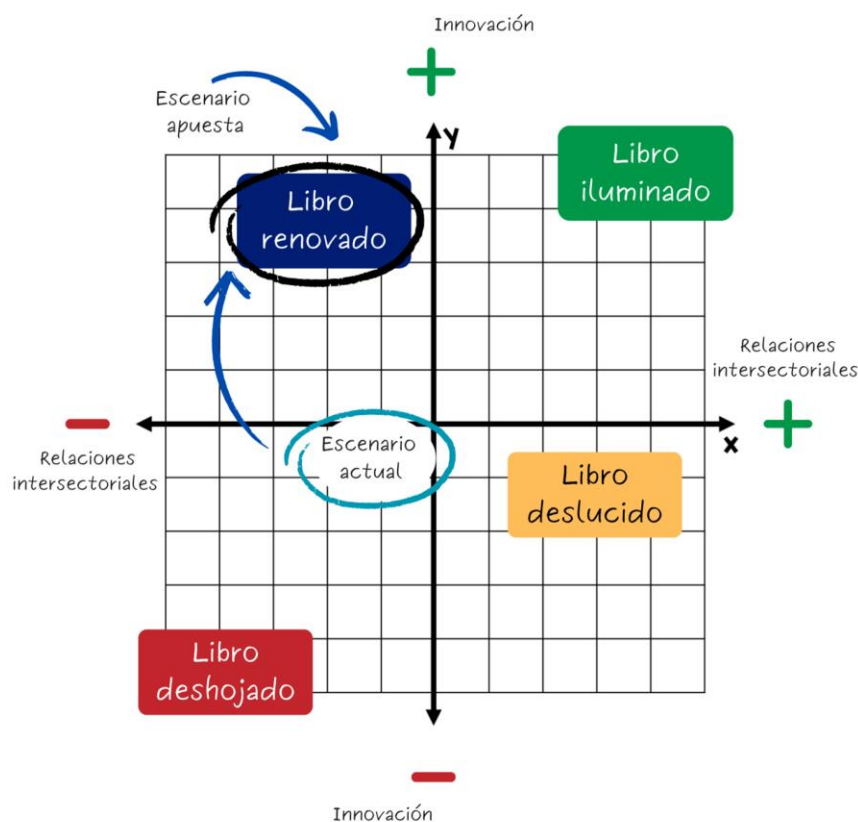 Innovación
Escenario
apuesta
y
Libro
renovado
Libro
iluminado
Relaciones
intersectoriales
Escenario
actual
x
Relaciones
intersectoriales
Libro
deslucido
Libro
deshojado
Innovación